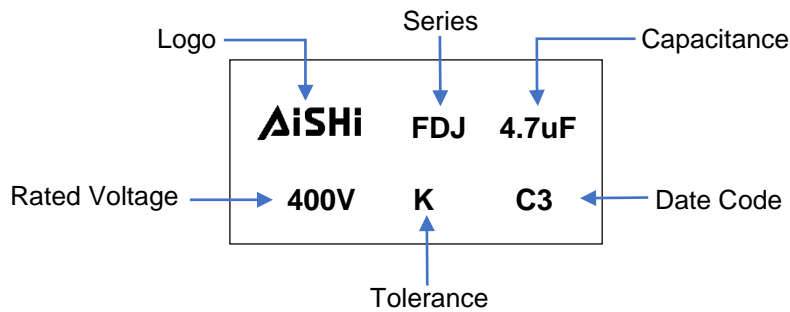 Series
Logo Capacitance
AiSHi FDJ 4.7uF
Rated Voltage 400V K C3 Date Code
Tolerance